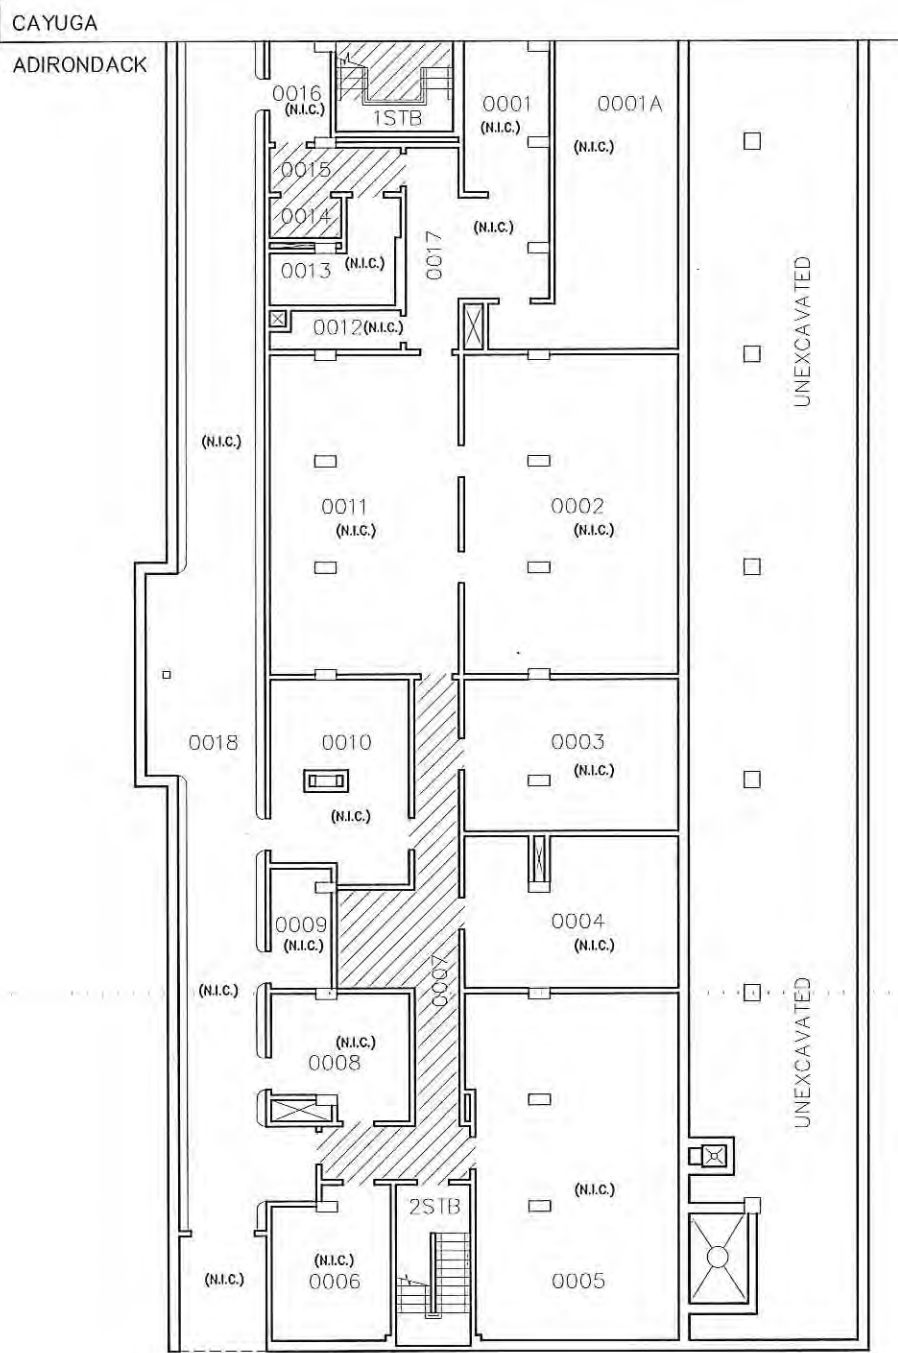 CAYUGA
ADIRONDACK
0016
(N.I.C.)
1STB
0001
(N.I.C.)
0001A
(N.I.C.)
0015
0014
0013
(N.I.C.)
0017
(N.I.C.)
0012(N.I.C.)
UNEXCAVATED
(N.I.C.)
0011
(N.I.C.)
0002
(N.I.C.)
0018
0010
(N.I.C.)
0003
(N.I.C.)
0009
(N.I.C.)
0004
(N.I.C.)
(N.I.C.)
0007
UNEXCAVATED
(N.I.C.)
0008
2STB
(N.I.C.)
(N.I.C.)
(N.I.C.)
0006
0005